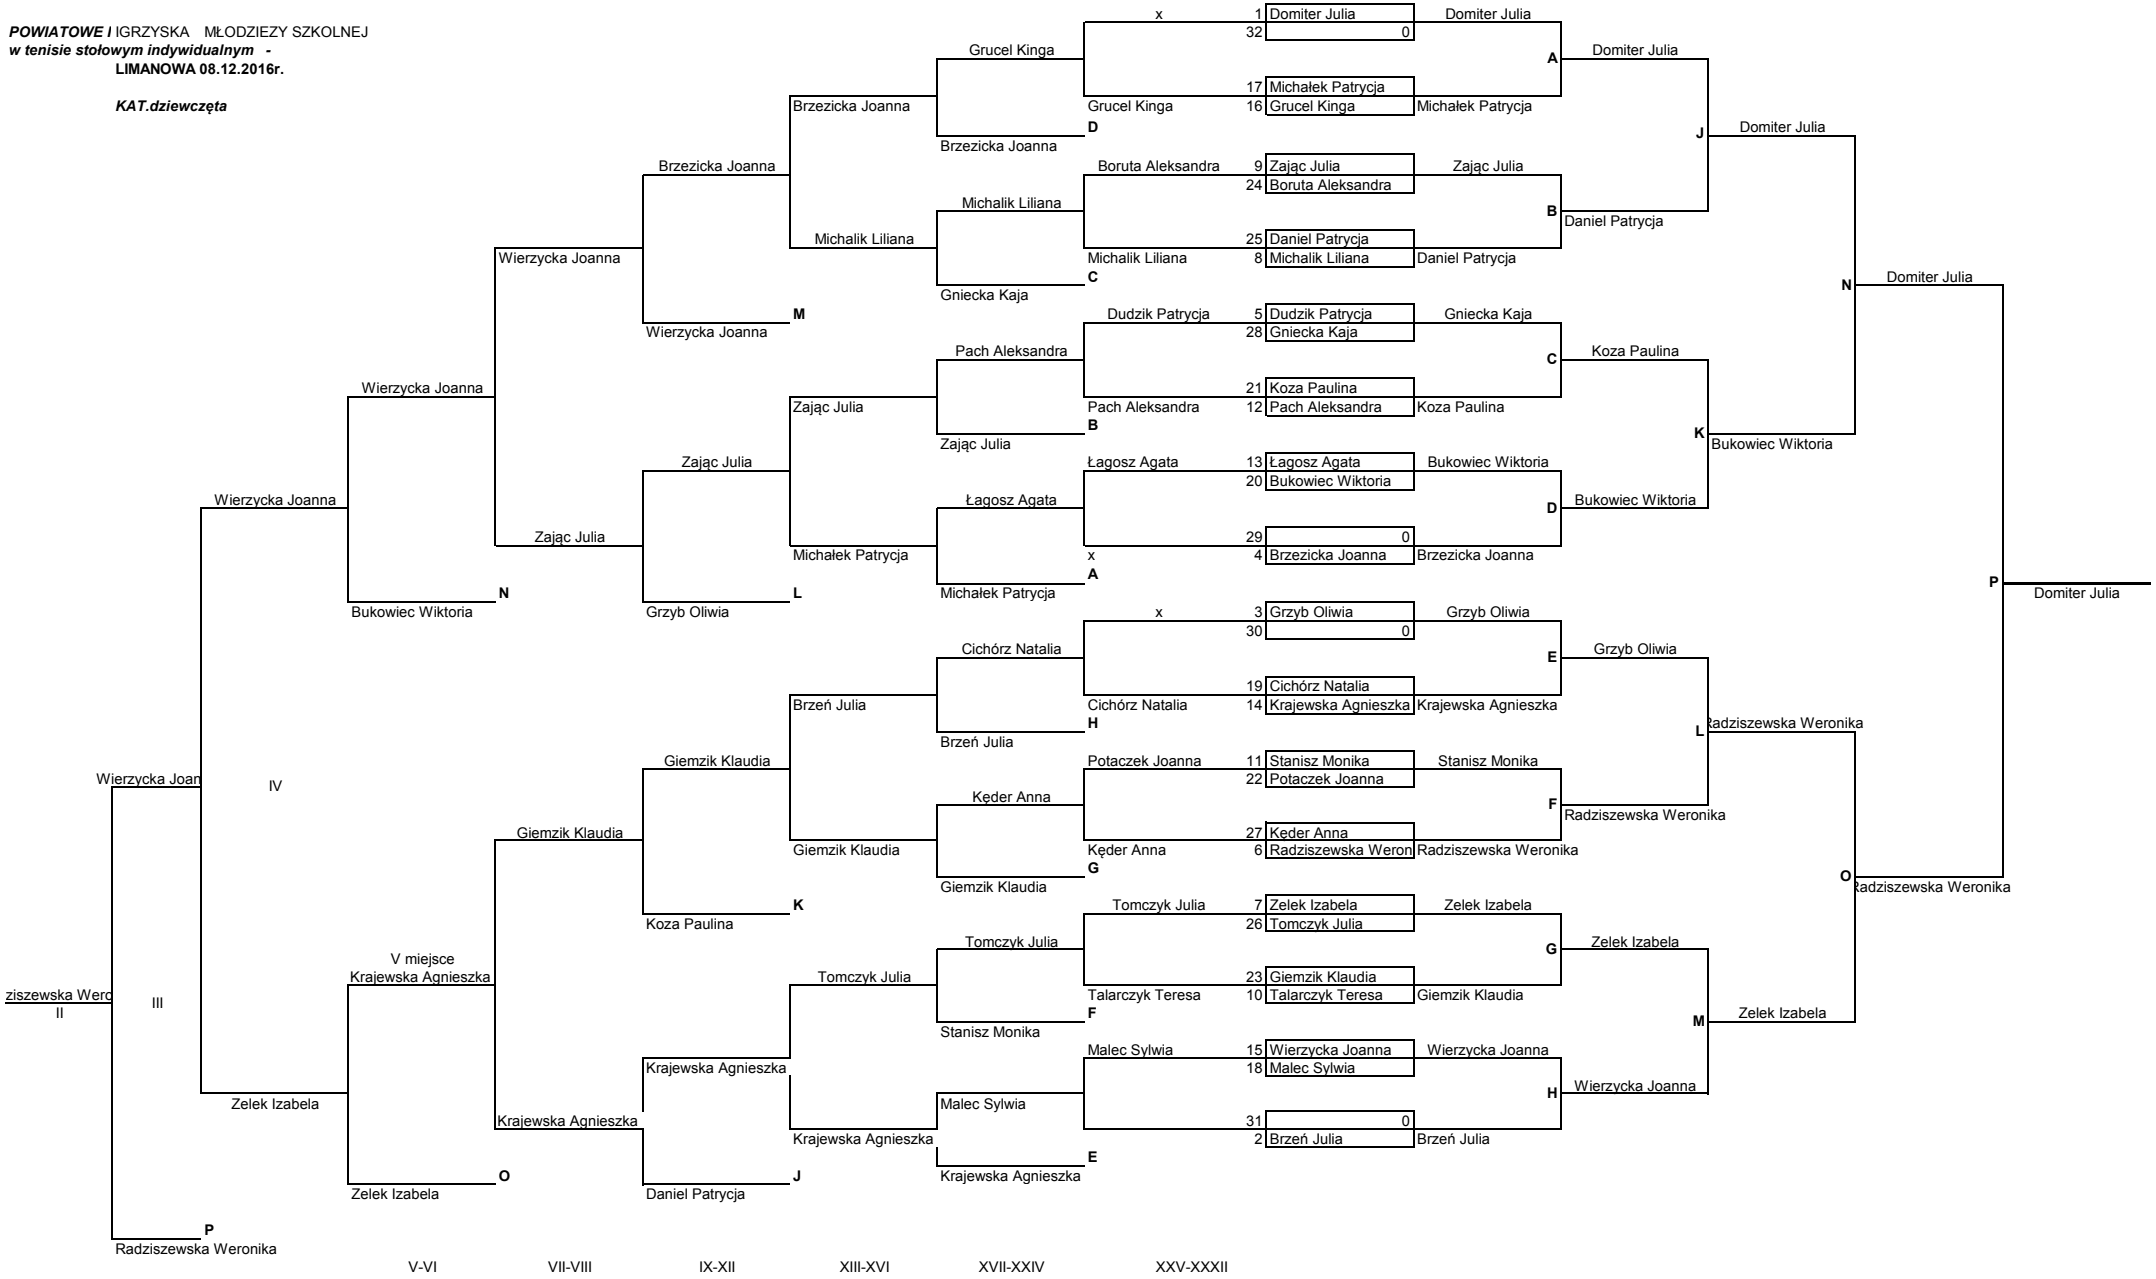 POWIATOWE I IGRZYSKA MŁODZIEZY SZKOLNEJ
w tenisie stołowym indywidualnym -
LIMANOWA 08.12.2016r.
KAT.dziewczęta
x 1 Domiter Julia Domiter Julia
32 0
Grucel Kinga Domiter Julia
A
17 Michałek Patrycja
Brzezicka Joanna Grucel Kinga 16 Grucel Kinga Michałek Patrycja
D J Domiter Julia
Brzezicka Joanna
Brzezicka Joanna Boruta Aleksandra 9 Zając Julia Zając Julia
24 Boruta Aleksandra
Michalik Liliana B
Daniel Patrycja
Michalik Liliana 25 Daniel Patrycja
Wierzycka Joanna Michalik Liliana 8 Michalik Liliana Daniel Patrycja
C N Domiter Julia
Gniecka Kaja
M Dudzik Patrycja 5 Dudzik Patrycja Gniecka Kaja
Wierzycka Joanna 28 Gniecka Kaja
Pach Aleksandra C Koza Paulina
Wierzycka Joanna 21 Koza Paulina
Zając Julia Pach Aleksandra 12 Pach Aleksandra Koza Paulina
B K
Zając Julia Bukowiec Wiktoria
Zając Julia Łagosz Agata 13 Łagosz Agata Bukowiec Wiktoria
20 Bukowiec Wiktoria
Wierzycka Joanna Łagosz Agata D Bukowiec Wiktoria
Zając Julia 29 0
Michałek Patrycja x 4 Brzezicka Joanna Brzezicka Joanna
A P
N L Michałek Patrycja Domiter Julia
Bukowiec Wiktoria Grzyb Oliwia x 3 Grzyb Oliwia Grzyb Oliwia
30 0
Cichórz Natalia E Grzyb Oliwia
19 Cichórz Natalia
Brzeń Julia Cichórz Natalia 14 Krajewska Agnieszka Krajewska Agnieszka
H L Radziszewska Weronika
Brzeń Julia
Giemzik Klaudia Potaczek Joanna 11 Stanisz Monika Stanisz Monika
Wierzycka Joan IV 22 Potaczek Joanna
Kęder Anna F
Radziszewska Weronika
Giemzik Klaudia 27 Kęder Anna
Giemzik Klaudia Kęder Anna 6 Radziszewska Weron Radziszewska Weronika
G O
Giemzik Klaudia Radziszewska Weronika
K Tomczyk Julia 7 Zelek Izabela Zelek Izabela
Koza Paulina 26 Tomczyk Julia
Tomczyk Julia G Zelek Izabela
V miejsce
Krajewska Agnieszka Tomczyk Julia 23 Giemzik Klaudia
ziszewska Werc III Talarczyk Teresa 10 Talarczyk Teresa Giemzik Klaudia
II F M Zelek Izabela
Stanisz Monika
Malec Sylwia 15 Wierzycka Joanna Wierzycka Joanna
Krajewska Agnieszka 18 Malec Sylwia
H Wierzycka Joanna
Zelek Izabela Malec Sylwia
Krajewska Agnieszka 31 0
Krajewska Agnieszka 2 Brzeń Julia Brzeń Julia
E
O J Krajewska Agnieszka
Zelek Izabela Daniel Patrycja
P
Radziszewska Weronika
V-VI VII-VIII IX-XII XIII-XVI XVII-XXIV XXV-XXXII